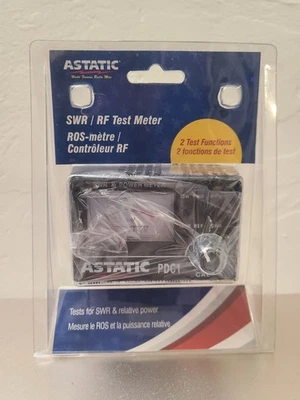 ASTATIC
SWR / RF Test Meter
ROS-mètre /
Contrôleur RF
2 Test Functions
2 fonctions de test
ASTATIC PDC1
CAL
Tests for SWR & relative power
Mesure le ROS et la puissance relative